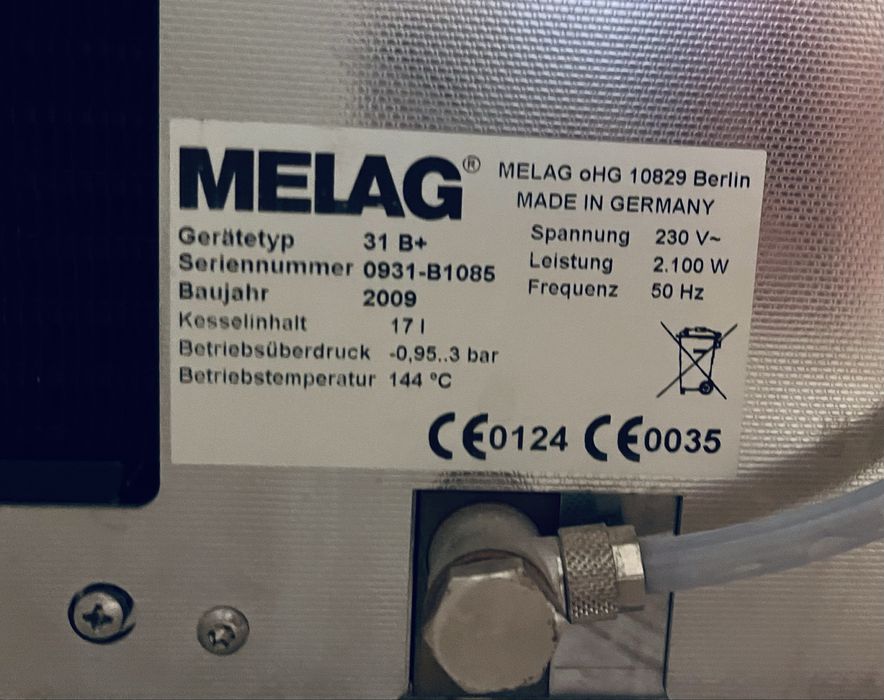 MELAG® MELAG oHG 10829 Berlin
MADE IN GERMANY
Gerätetyp 31 B+ Spannung 230 V~
Seriennummer 0931-B1085 Leistung 2.100 W
Baujahr 2009 Frequenz 50 Hz
Kesselinhalt 17 l
Betriebsüberdruck -0,95..3 bar
Betriebstemperatur 144 ºC
CE0124 CE0035